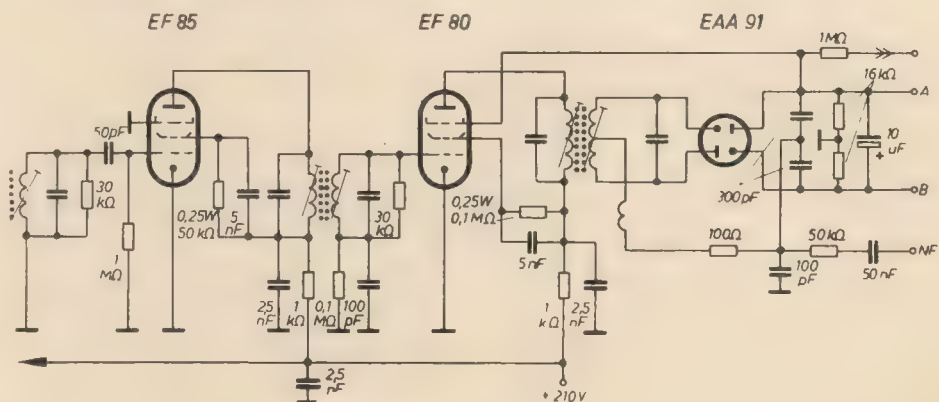 EF 85
EF 80
EAA 91
1MΩ
16kΩ
A
50pF
10
uF
+
30
kΩ
0,25W
50 kΩ
5
nF
30
kΩ
0,25W
0,1MΩ
300pF
B
1
MΩ
5nF
100Ω
50kΩ
NF
2,5
nF
1
kΩ
0,1
MΩ
100
pF
1
kΩ
2,5
nF
100
pF
50nF
2,5
nF
+ 210V